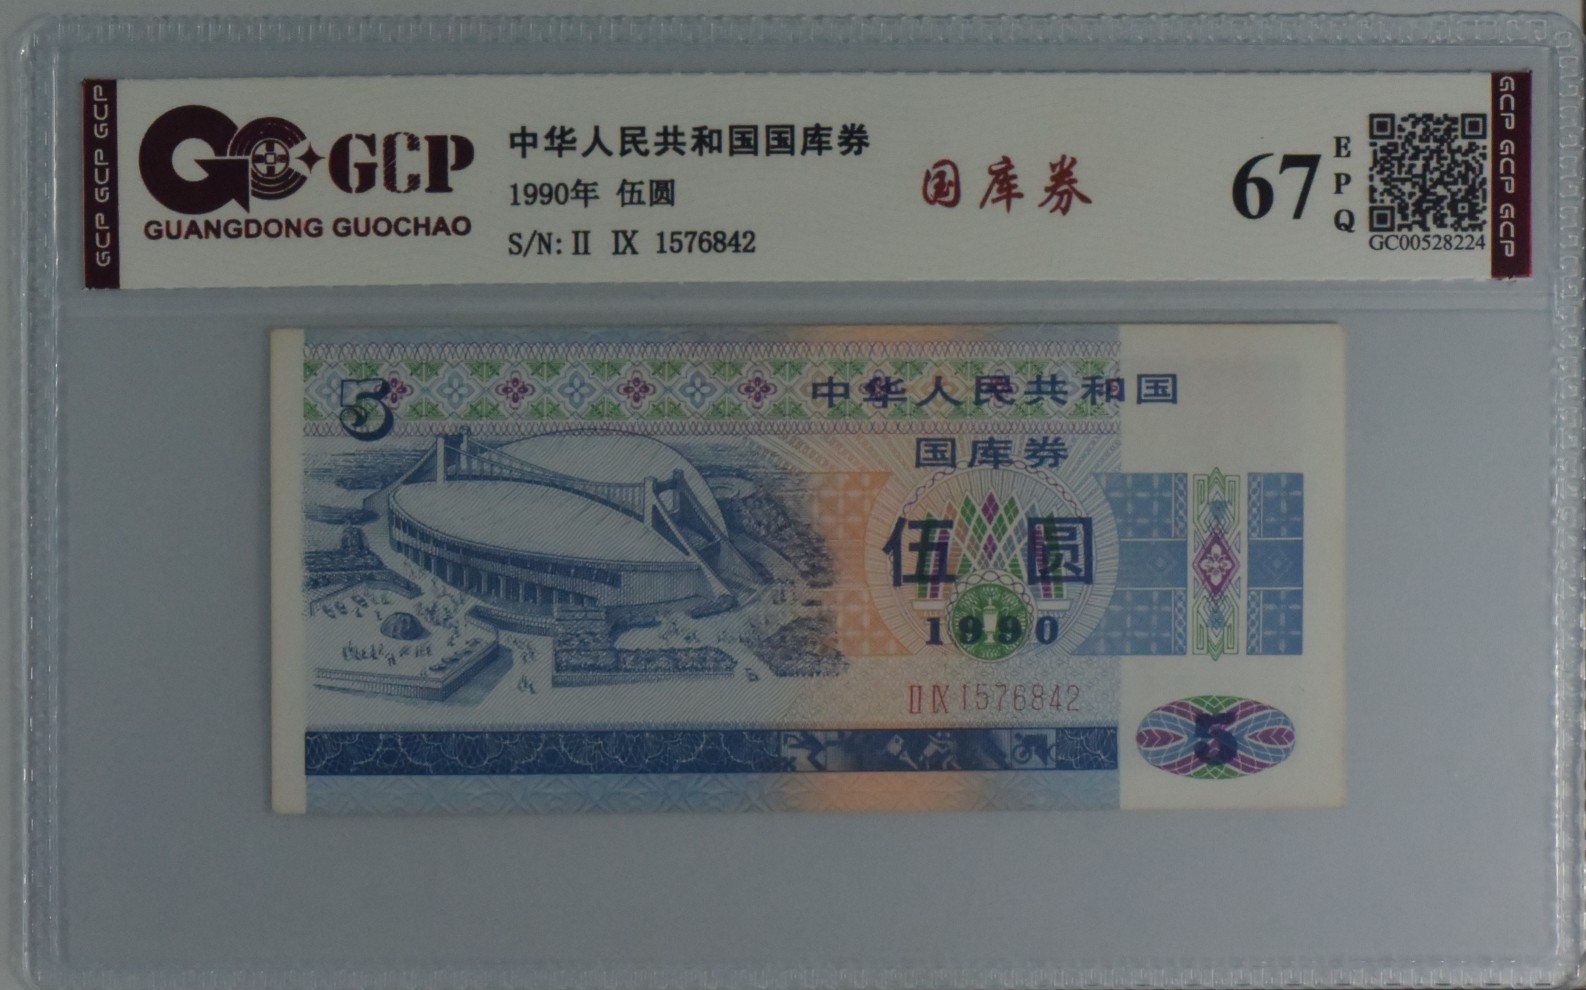 GCP GCP GCP
GCP
GUANGDONG GUOCHAO
中华人民共和国国库券
1990年 伍圆
S/N: II IX 1576842
国库券
67
EPQ
GC00528224
GCP GCP GCP
5
中华人民共和国
国库券
伍圆
1990
II IX 1576842
5